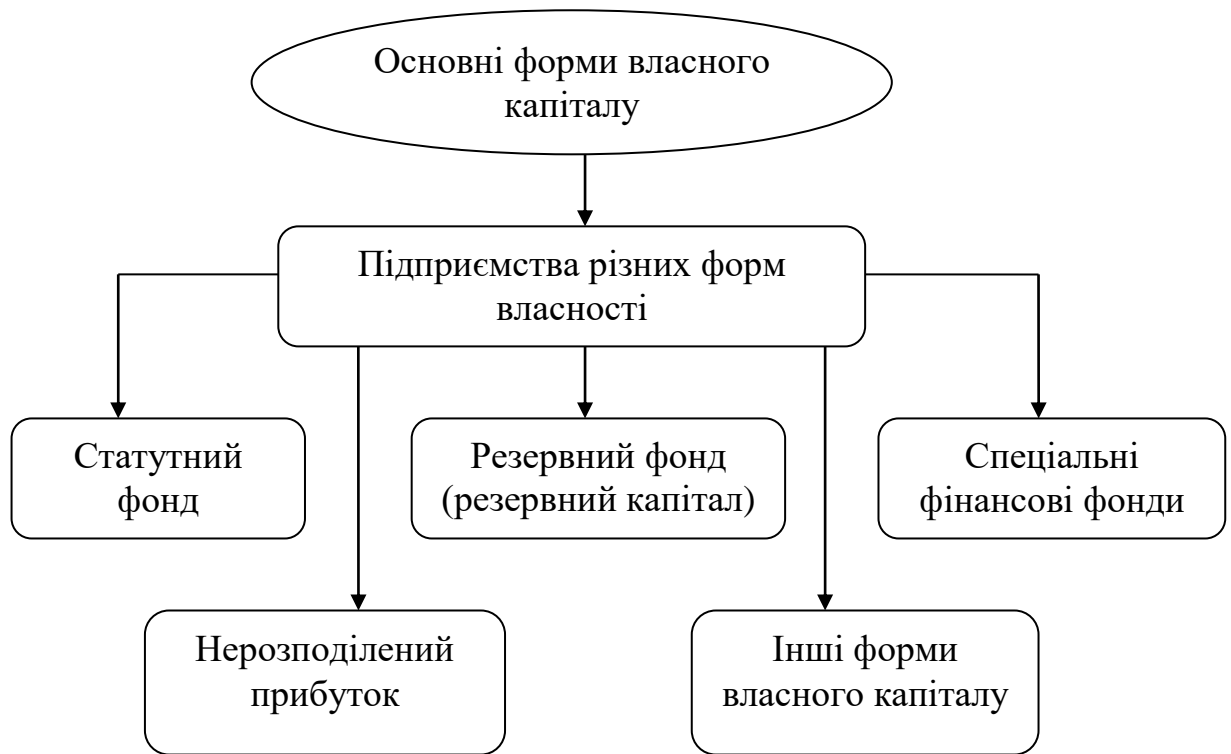 Основні форми власного
капіталу
Підприємства різних форм
власності
Статутний
фонд
Резервний фонд
(резервний капітал)
Спеціальні
фінансові фонди
Нерозподілений
прибуток
Інші форми
власного капіталу